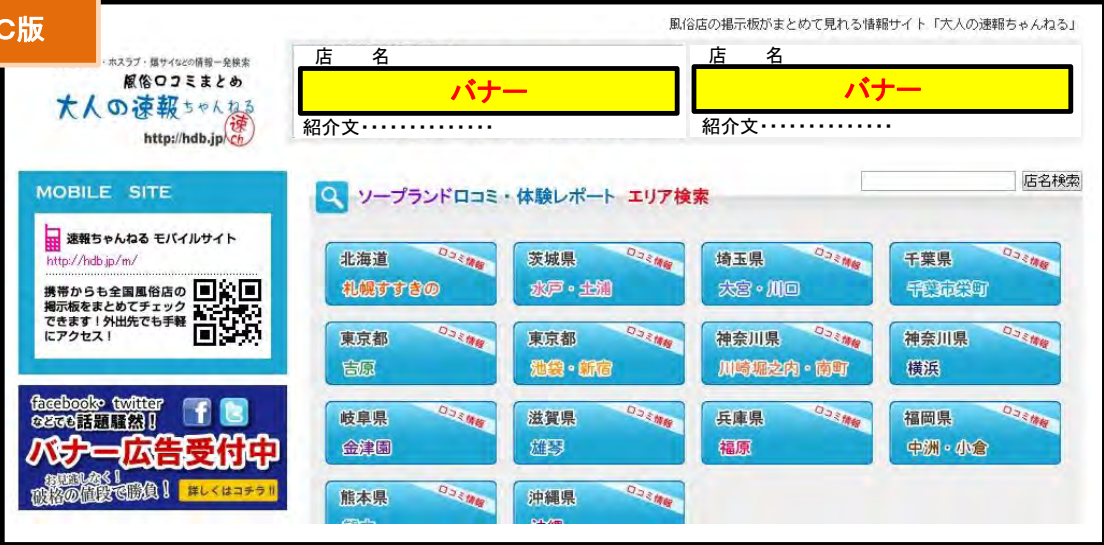 C版
風俗店の掲示板がまとめて見れる情報サイト「大人の速報ちゃんねる」
・ホスラブ・爆サイなどの情報一発検索
風俗口コミまとめ
大人の速報ちゃんねる
http://hdb.jp/
速ch
店　名
バナー
紹介文・・・・・・・・・・・・・・
店　名
バナー
紹介文・・・・・・・・・・・・・・
MOBILE SITE
速報ちゃんねる モバイルサイト
http://hdb.jp/m/
携帯からも全国風俗店の
掲示板をまとめてチェック
できます！外出先でも手軽
にアクセス！
facebook・twitter
などでも話題騒然！
バナー広告受付中
お見逃しなく！
破格の値段で勝負！
詳しくはコチラ!!
ソープランド口コミ・体験レポート エリア検索
店名検索
北海道 口コミ情報
札幌すすきの
茨城県 口コミ情報
水戸・土浦
埼玉県 口コミ情報
大宮・川口
千葉県 口コミ情報
千葉市栄町
東京都 口コミ情報
吉原
東京都 口コミ情報
池袋・新宿
神奈川県 口コミ情報
川崎堀之内・南町
神奈川県 口コミ情報
横浜
岐阜県 口コミ情報
金津園
滋賀県 口コミ情報
雄琴
兵庫県 口コミ情報
福原
福岡県 口コミ情報
中洲・小倉
熊本県 口コミ情報
沖縄県 口コミ情報